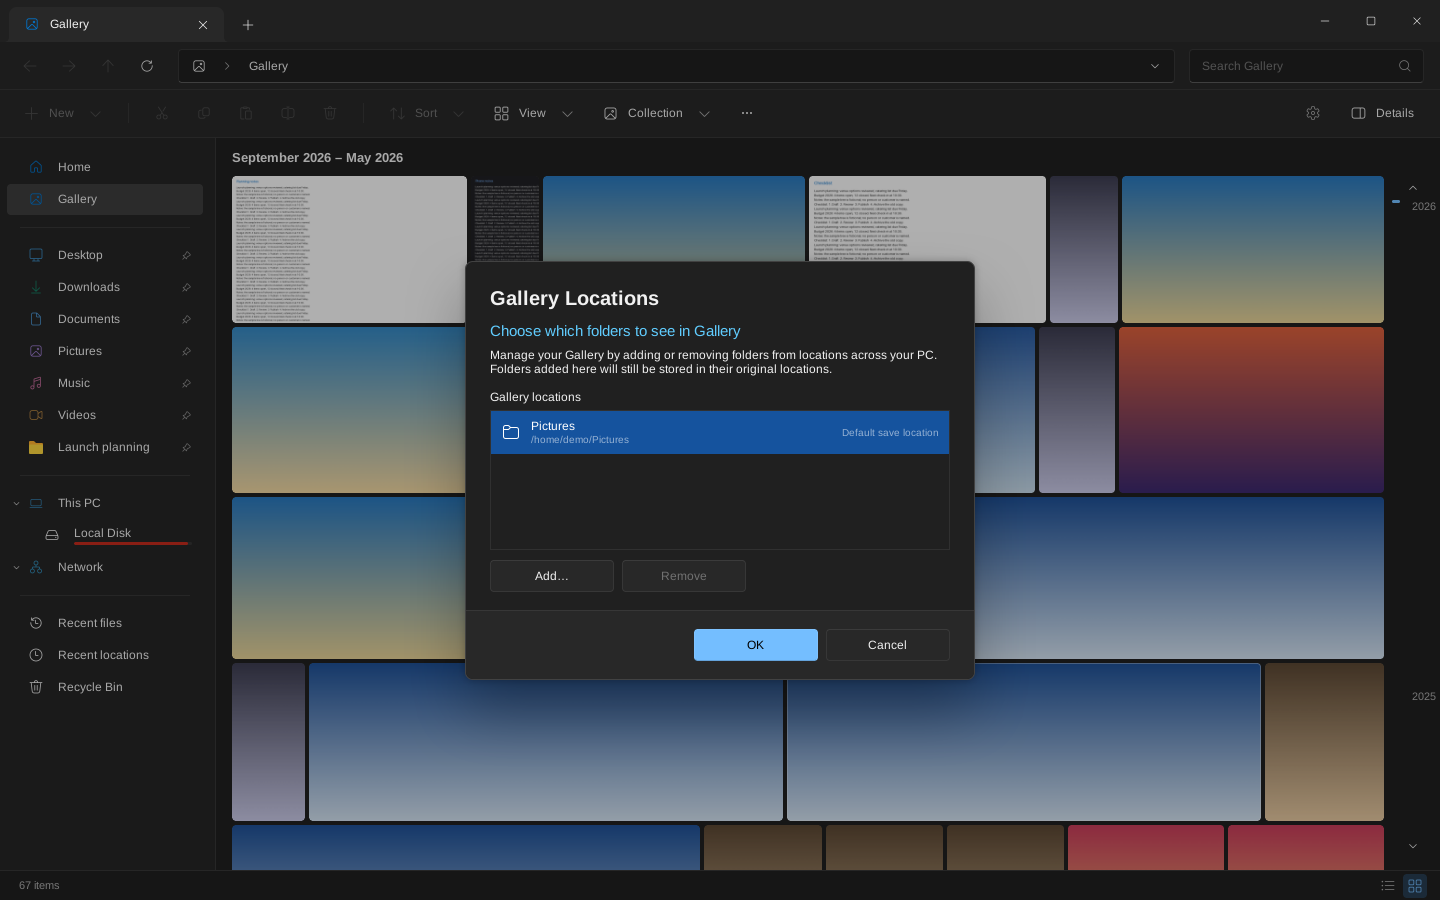 Gallery
Gallery
Search Gallery
New
Sort
View
Collection
Details
Home
Gallery
Desktop
Downloads
Documents
Pictures
Music
Videos
Launch planning
This PC
Local Disk
Network
Recent files
Recent locations
Recycle Bin
September 2026 – May 2026
2026
2025
Gallery Locations
Choose which folders to see in Gallery
Manage your Gallery by adding or removing folders from locations across your PC.
Folders added here will still be stored in their original locations.
Gallery locations
Pictures
/home/demo/Pictures
Default save location
Add...
Remove
OK
Cancel
67 items